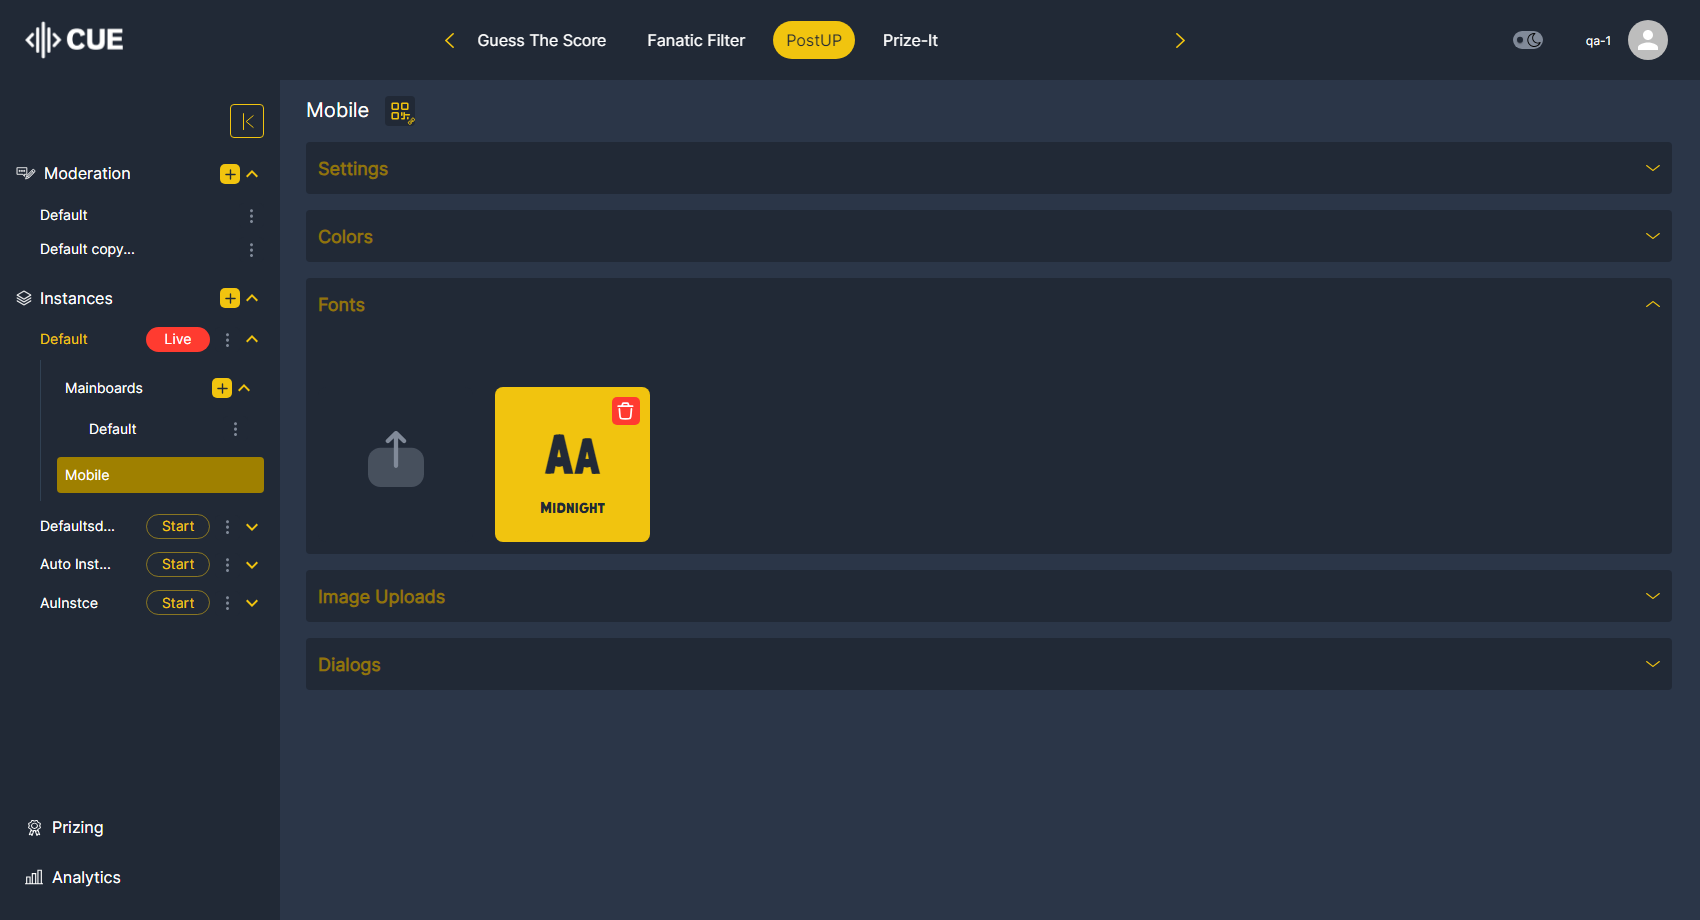 CUE
Guess The Score
Fanatic Filter
PostUP
Prize-It
qa-1
Moderation
Default
Default copy...
Instances
Default
Live
Mainboards
Default
Mobile
Defaultsd...
Start
Auto Inst...
Start
AuInstce
Start
Prizing
Analytics
Mobile
Settings
Colors
Fonts
AA
MIDNIGHT
Image Uploads
Dialogs